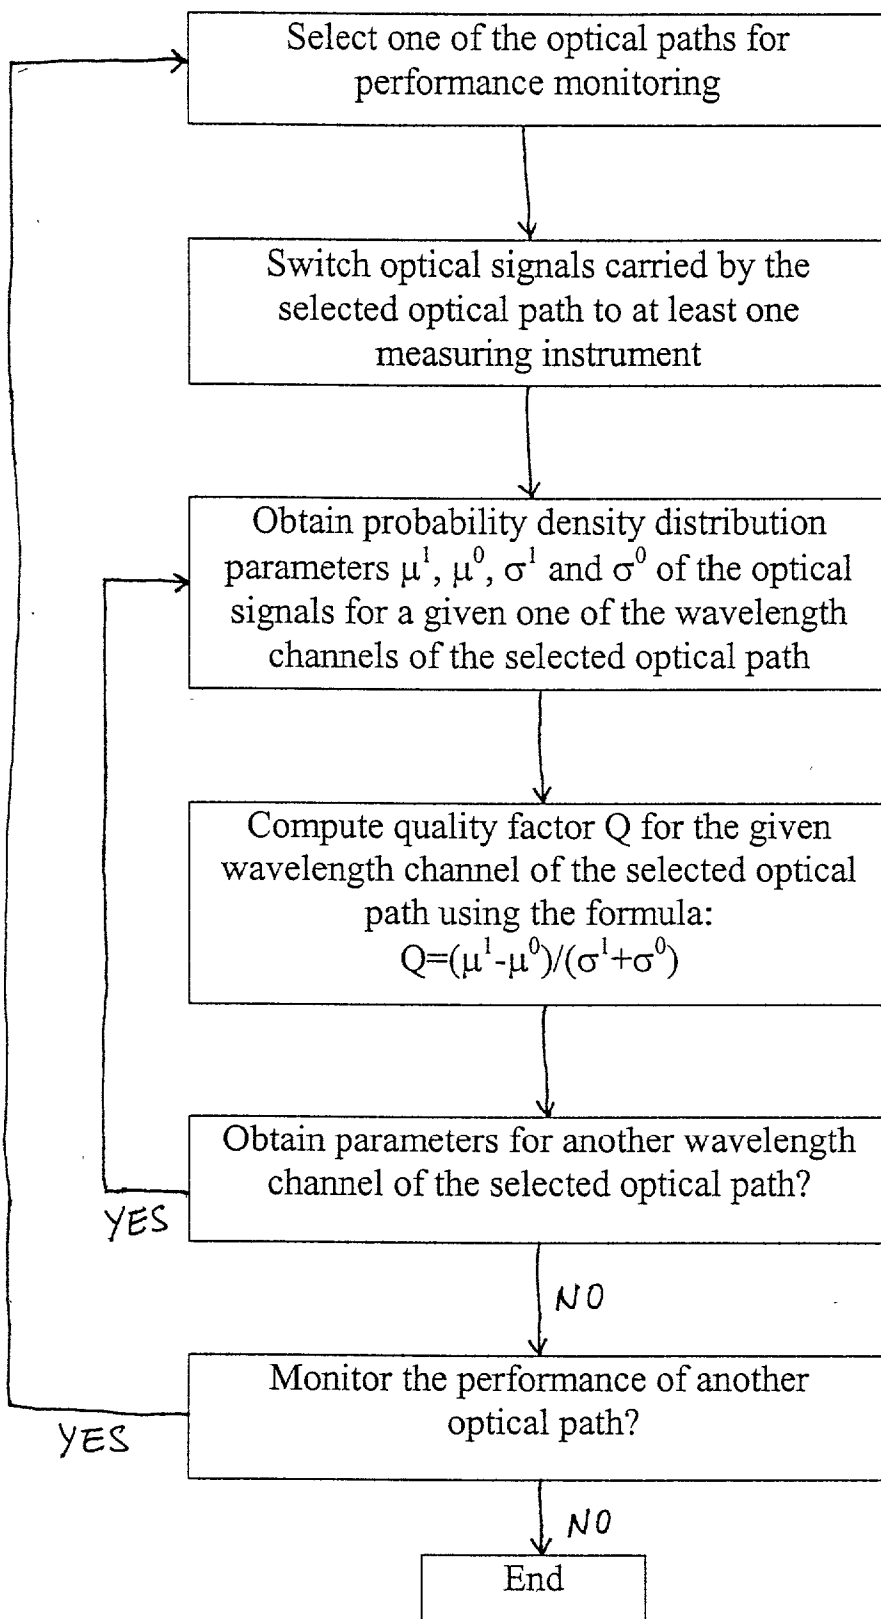 Select one of the optical paths for
performance monitoring
Switch optical signals carried by the
selected optical path to at least one
measuring instrument
Obtain probability density distribution
parameters μ¹, μ⁰, σ¹ and σ⁰ of the optical
signals for a given one of the wavelength
channels of the selected optical path
Compute quality factor Q for the given
wavelength channel of the selected optical
path using the formula:
Q=(μ¹-μ⁰)/(σ¹+σ⁰)
Obtain parameters for another wavelength
channel of the selected optical path?
YES
NO
Monitor the performance of another
optical path?
YES
NO
End